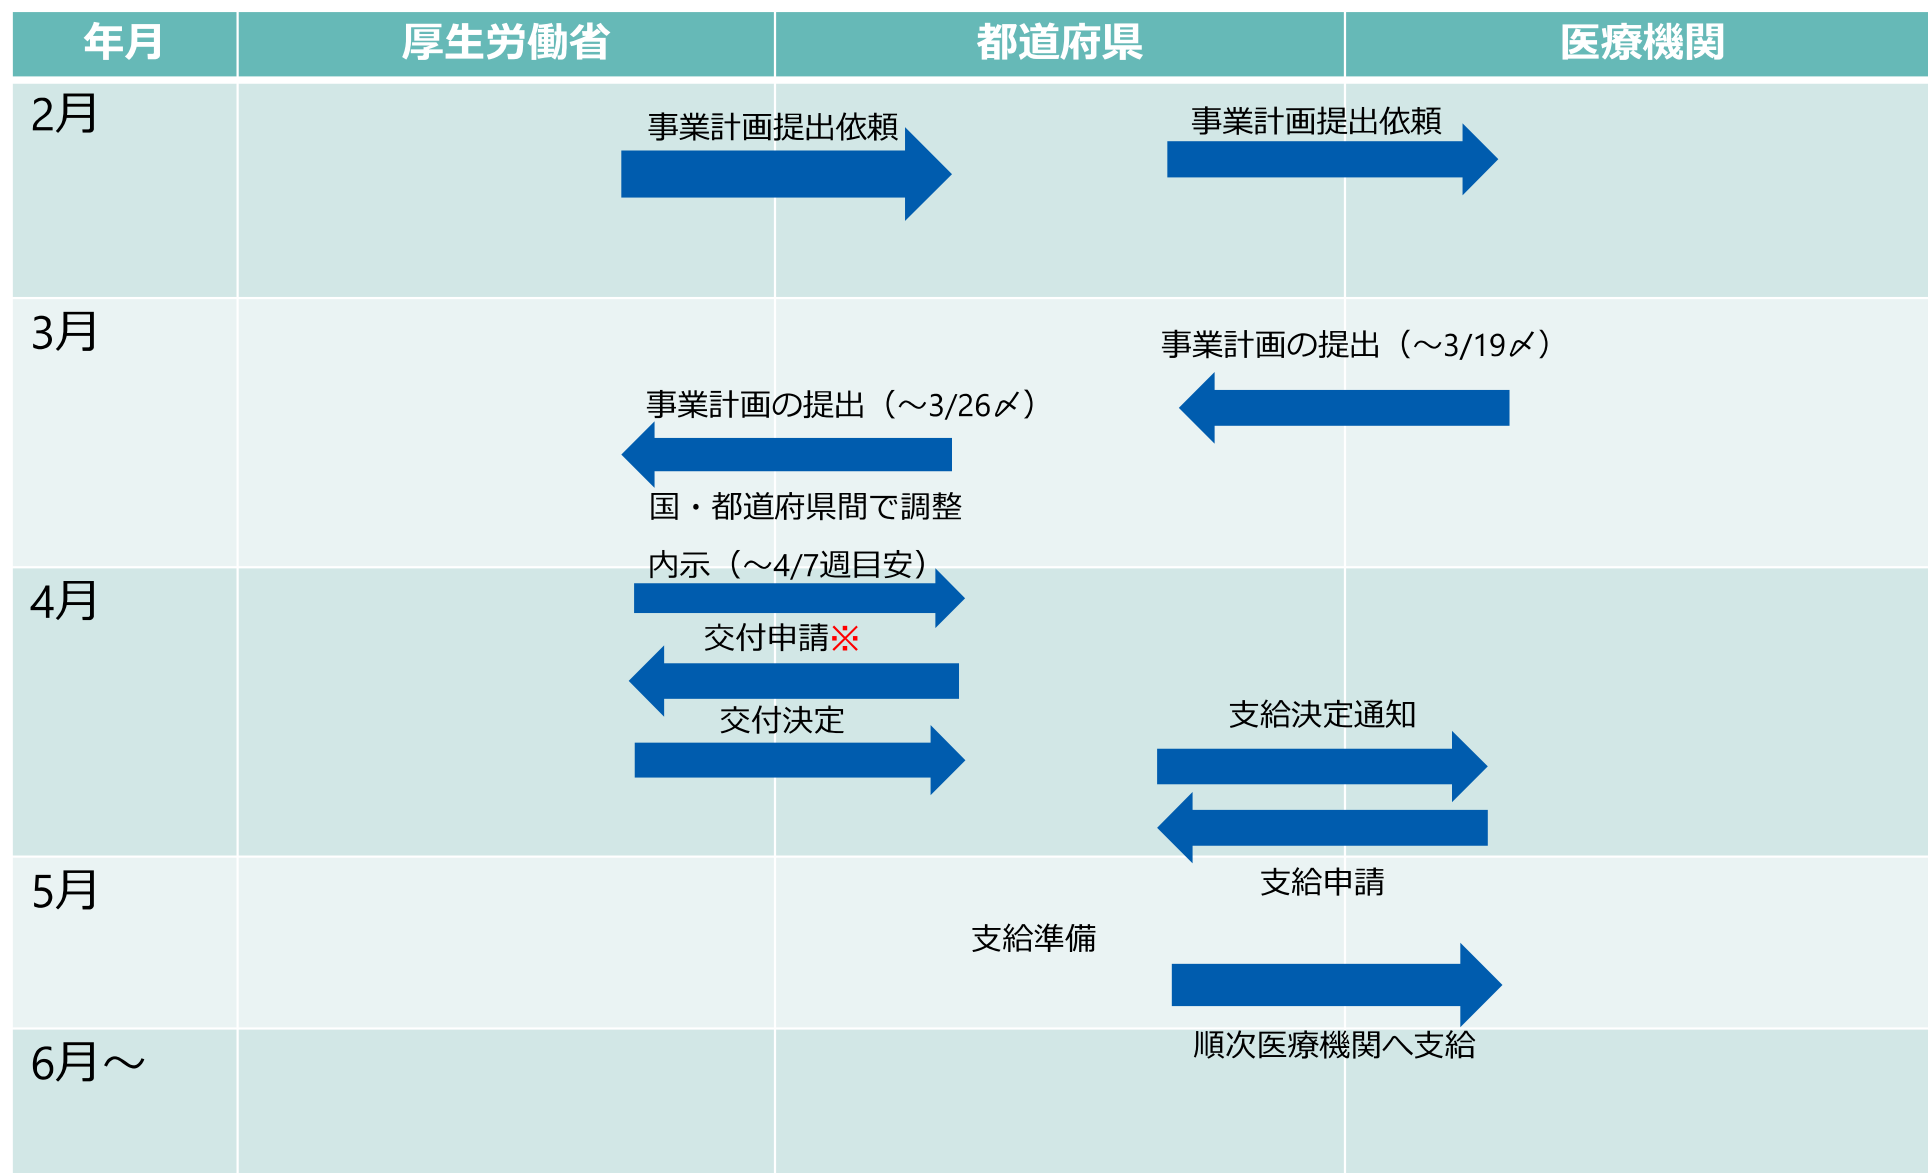 年月 厚生労働省 都道府県 医療機関
2月
事業計画提出依頼
事業計画提出依頼
3月
事業計画の提出（～3/19〆）
事業計画の提出（～3/26〆）
国・都道府県間で調整
内示（～4/7週目安）
4月
交付申請※
交付決定
支給決定通知
5月
支給申請
支給準備
順次医療機関へ支給
6月～